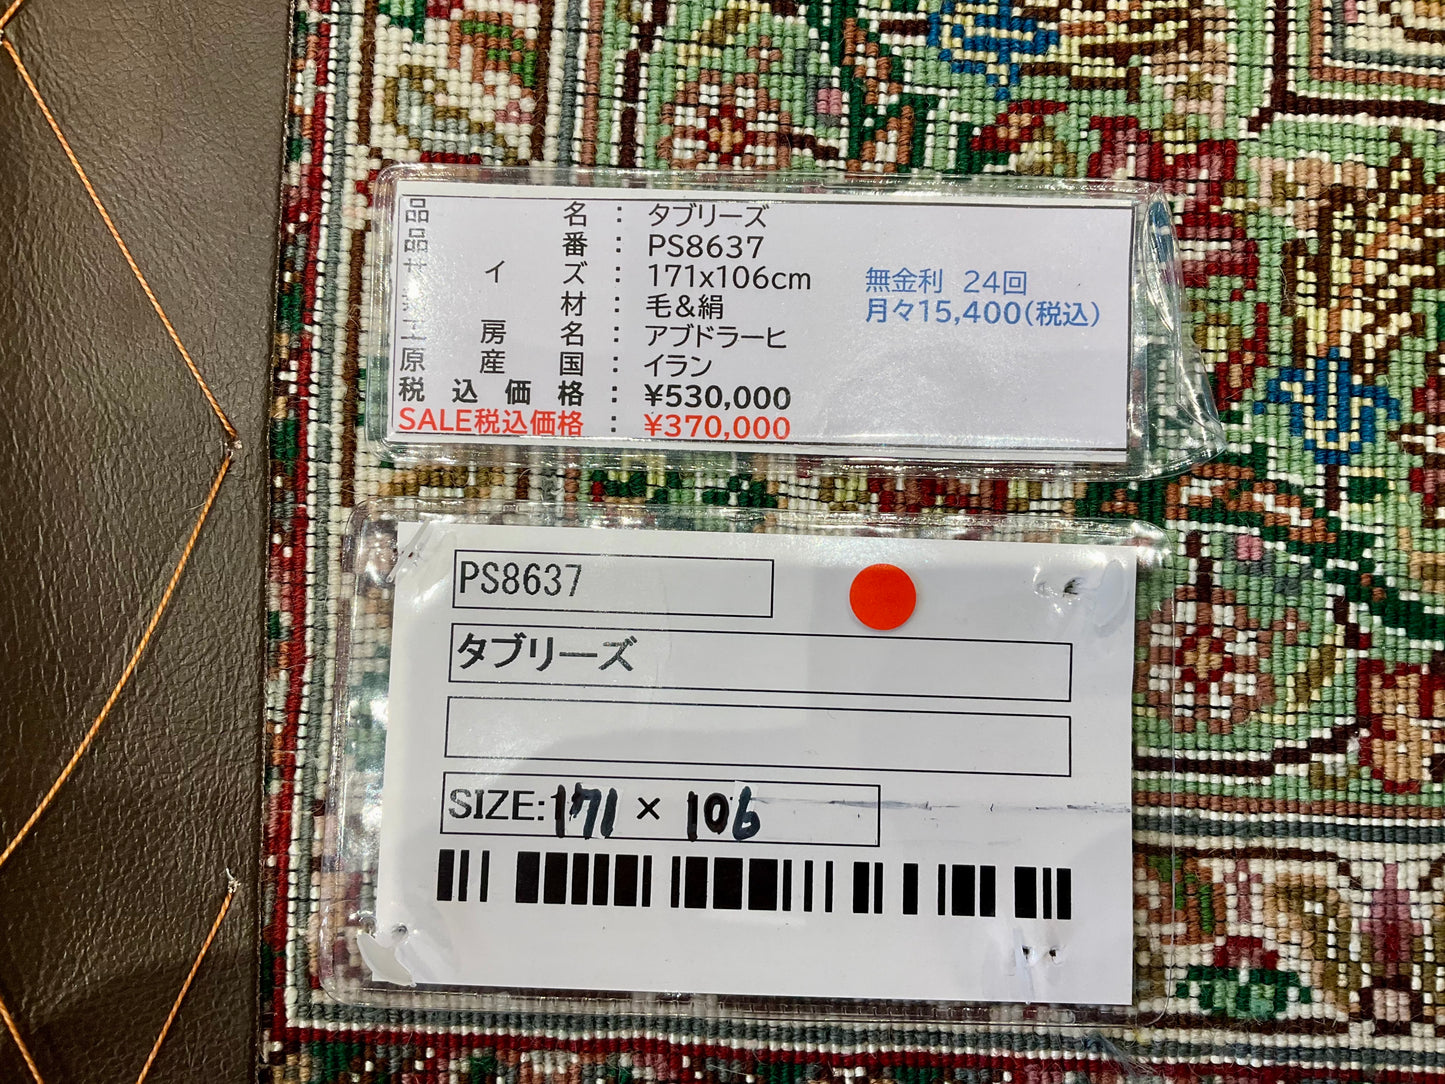 品名：タブリーズ
品番：PS8637
サイズ：171x106cm
素材：毛&絹
工房名：アブドラーヒ
原産国：イラン
税込価格：¥530,000
SALE税込価格：¥370,000
無金利 24回
月々15,400(税込)
PS8637
タブリーズ
SIZE:171×106